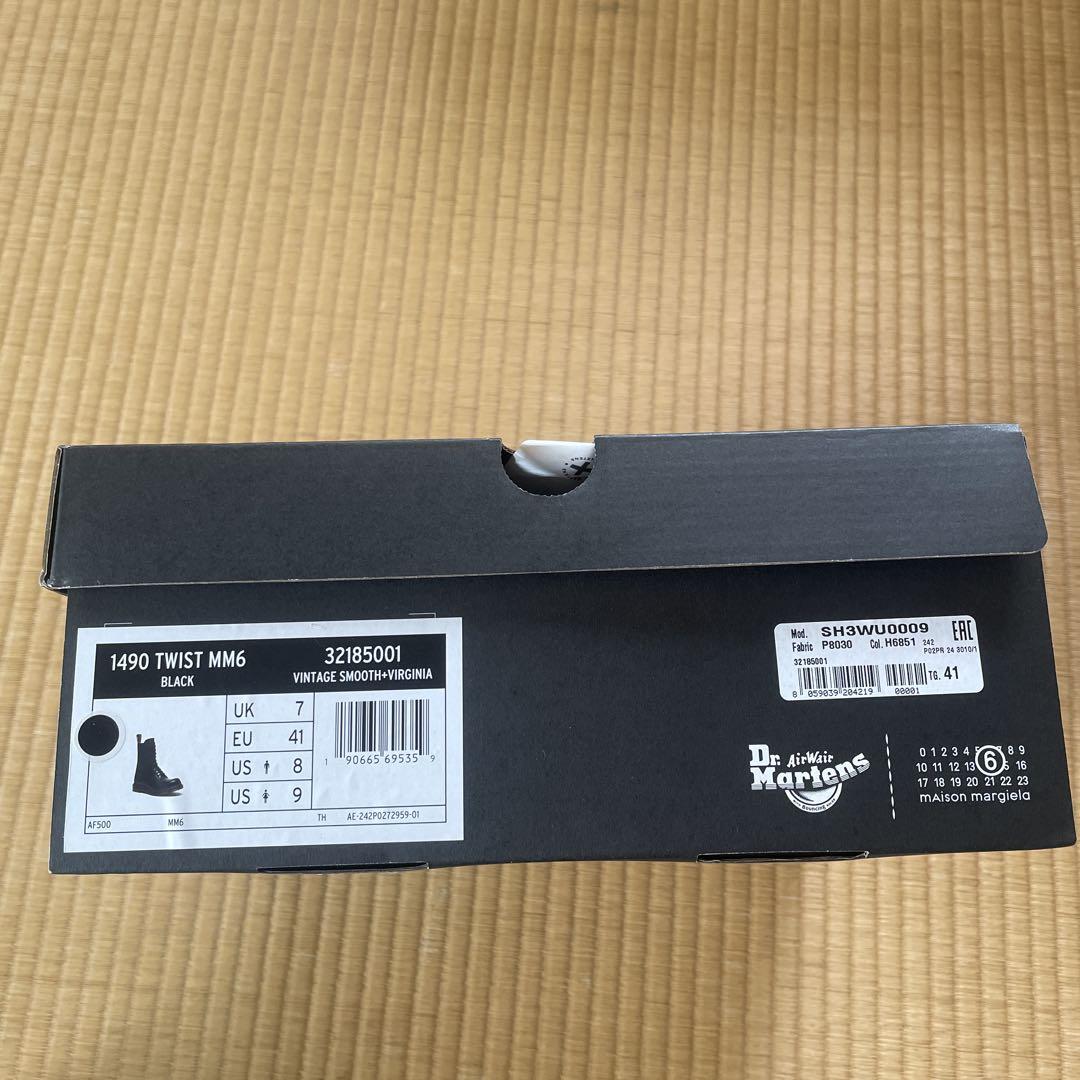 1490 TWIST MM6
BLACK
32185001
VINTAGE SMOOTH+VIRGINIA
UK 7
EU 41
US 8
US 9
1 90665 69535 9
AF500 MM6 TH AE-242P0272959-01
Mod. SH3WU0009
Fabric P8030 Col. H6851 242
P02PR 24 3010/1
EAC
32185001
8 059039 204219 00001
TG. 41
Dr. AirWair
Martens
Bouncing
0 1 2 3 4 5 6 7 8 9
10 11 12 13 15 16
17 18 19 20 21 22 23
mAison margiela